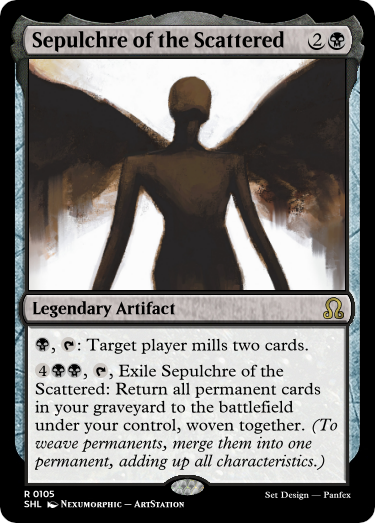 Sepulchre of the Scattered 2
Legendary Artifact
: Target player mills two cards.
4 , , Exile Sepulchre of the
Scattered: Return all permanent cards
in your graveyard to the battlefield
under your control, woven together. (To
weave permanents, merge them into one
permanent, adding up all characteristics.)
R 0105
SHL Nexumorphic — ArtStation
Set Design — Panfex